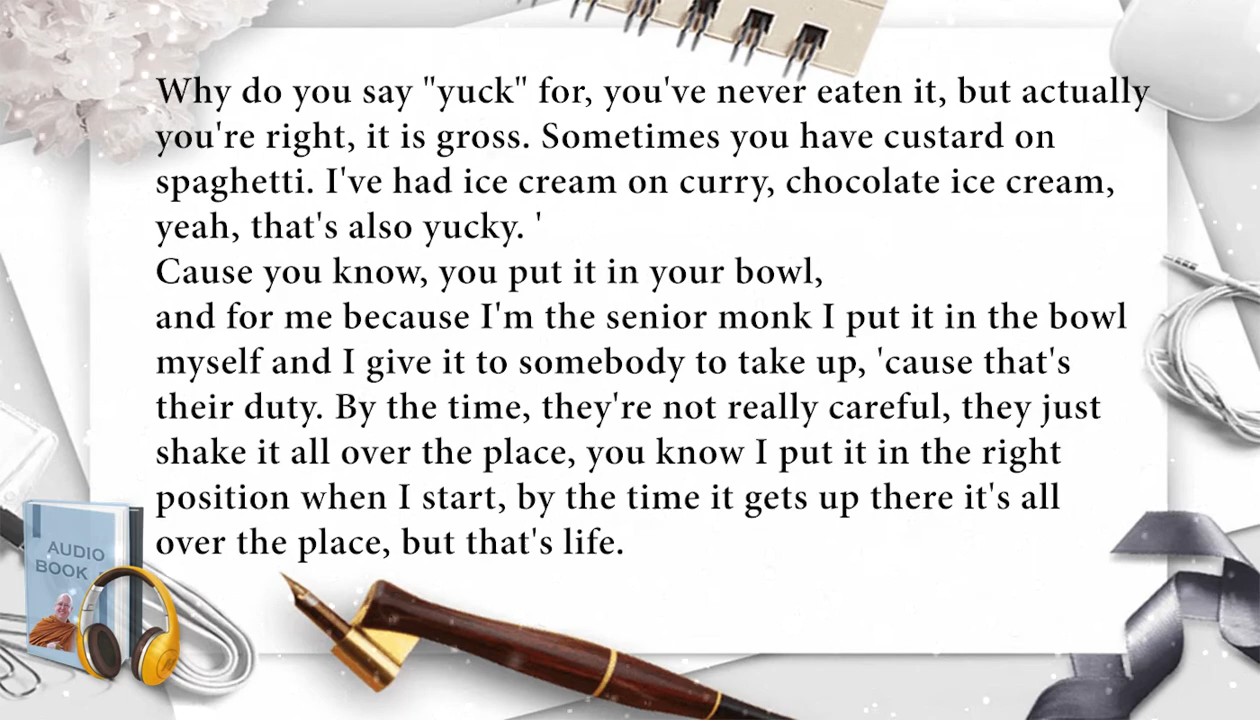 Why do you say "yuck" for, you've never eaten it, but actually
you're right, it is gross. Sometimes you have custard on
spaghetti. I've had ice cream on curry, chocolate ice cream,
yeah, that's also yucky. '
Cause you know, you put it in your bowl,
and for me because I'm the senior monk I put it in the bowl
myself and I give it to somebody to take up, 'cause that's
their duty. By the time, they're not really careful, they just
shake it all over the place, you know I put it in the right
position when I start, by the time it gets up there it's all
over the place, but that's life.
AUDIO
BOOK